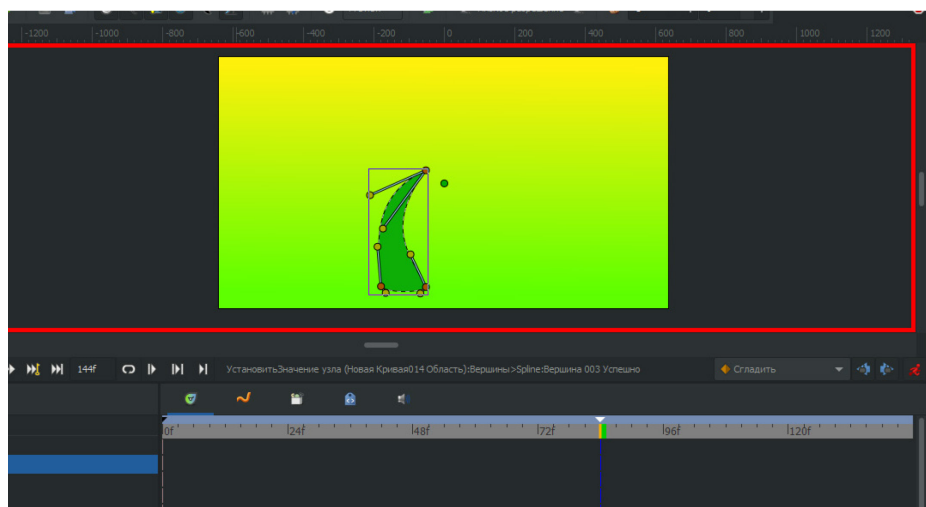 -1200 -1000 -800 -600 -400 -200 0 200 400 600 800 1000 1200
144f УстановитьЗначение узла (Новая Кривая014 Область):Вершины>Spline:Вершина 003 Успешно Сгладить
0f 24f 48f 72f 96f 120f